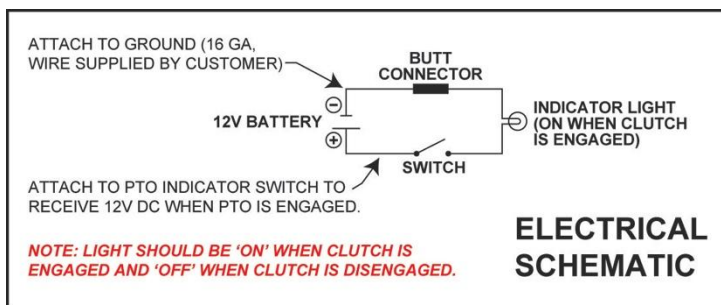 ATTACH TO GROUND (16 GA,
WIRE SUPPLIED BY CUSTOMER)
BUTT
CONNECTOR
12V BATTERY
INDICATOR LIGHT
(ON WHEN CLUTCH
IS ENGAGED)
SWITCH
ATTACH TO PTO INDICATOR SWITCH TO
RECEIVE 12V DC WHEN PTO IS ENGAGED.
NOTE: LIGHT SHOULD BE ‘ON’ WHEN CLUTCH IS
ENGAGED AND ‘OFF’ WHEN CLUTCH IS DISENGAGED.
ELECTRICAL
SCHEMATIC